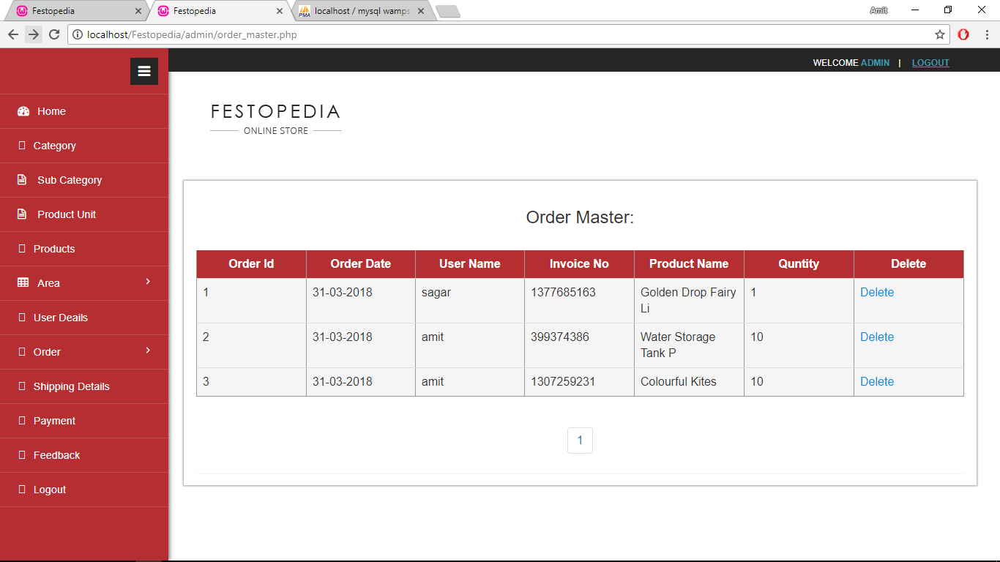 Festopedia
Festopedia
localhost / mysql wamps
Amit
localhost/Festopedia/admin/order_master.php
WELCOME ADMIN | LOGOUT
Home
Category
Sub Category
Product Unit
Products
Area
User Deails
Order
Shipping Details
Payment
Feedback
Logout
FESTOPEDIA
ONLINE STORE
Order Master:
Order Id Order Date User Name Invoice No Product Name Quntity Delete
1 31-03-2018 sagar 1377685163 Golden Drop Fairy 1 Delete
Li
2 31-03-2018 amit 399374386 Water Storage 10 Delete
Tank P
3 31-03-2018 amit 1307259231 Colourful Kites 10 Delete
1